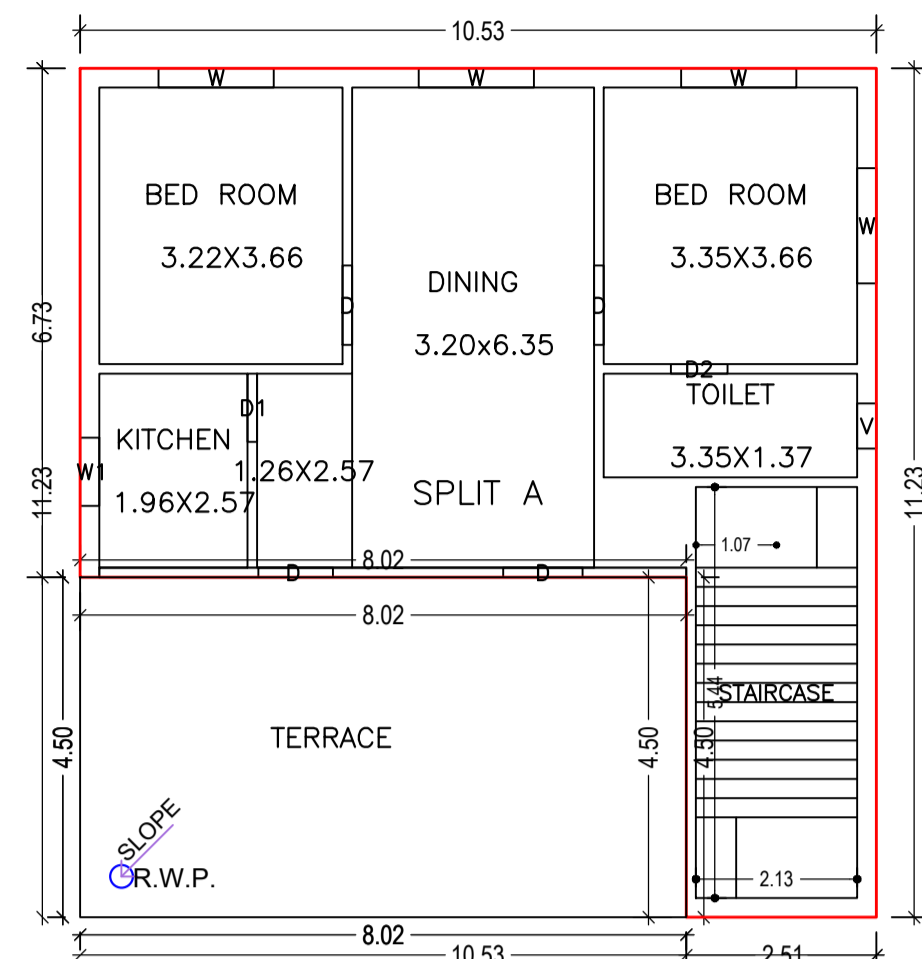 10.53
W W W
BED ROOM
3.22X3.66
BED ROOM
3.35X3.66
W
DINING
3.20x6.35
D
D
6.73
11.23
11.23
D2
TOILET
3.35X1.37
V
D1
KITCHEN
1.96X2.57
1.26X2.57
W1
SPLIT A
1.07
8.02
D D
8.02
5.44
STAIRCASE
TERRACE
4.50
4.50
4.50
SLOPE
R.W.P.
2.13
8.02
10.53 2.51